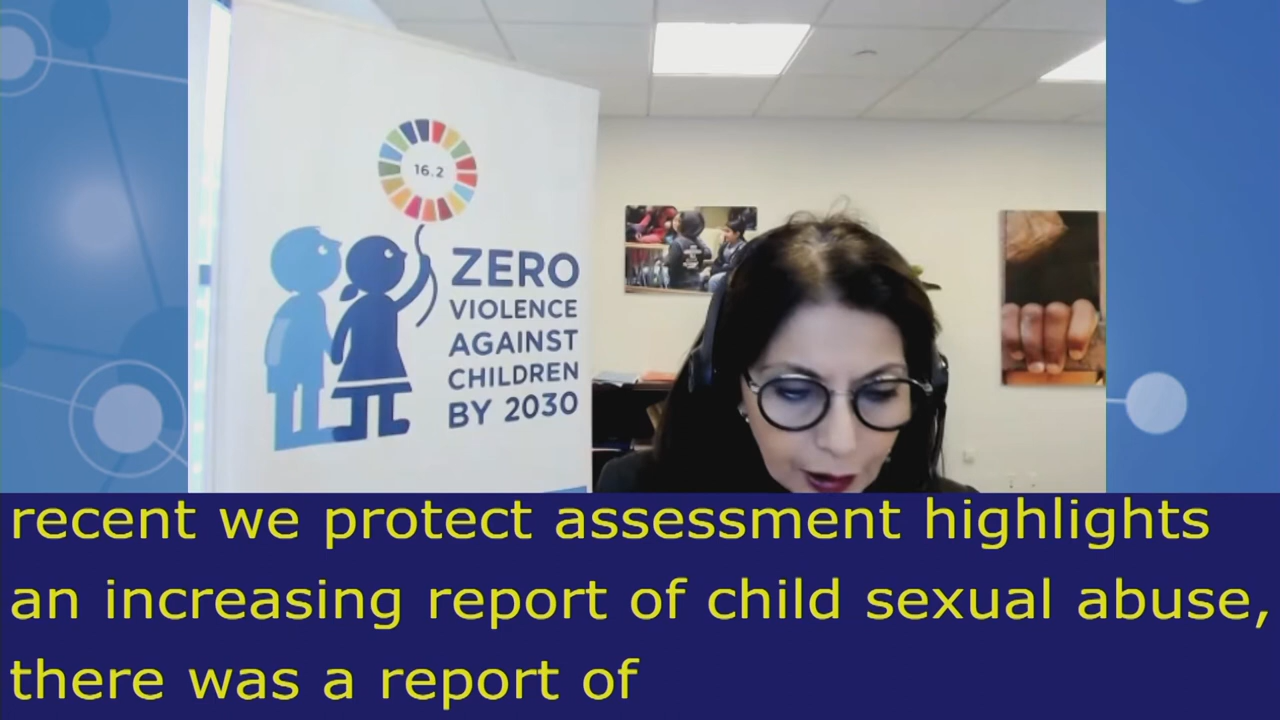 16.2
ZERO
VIOLENCE
AGAINST
CHILDREN
BY 2030
recent we protect assessment highlights
an increasing report of child sexual abuse,
there was a report of